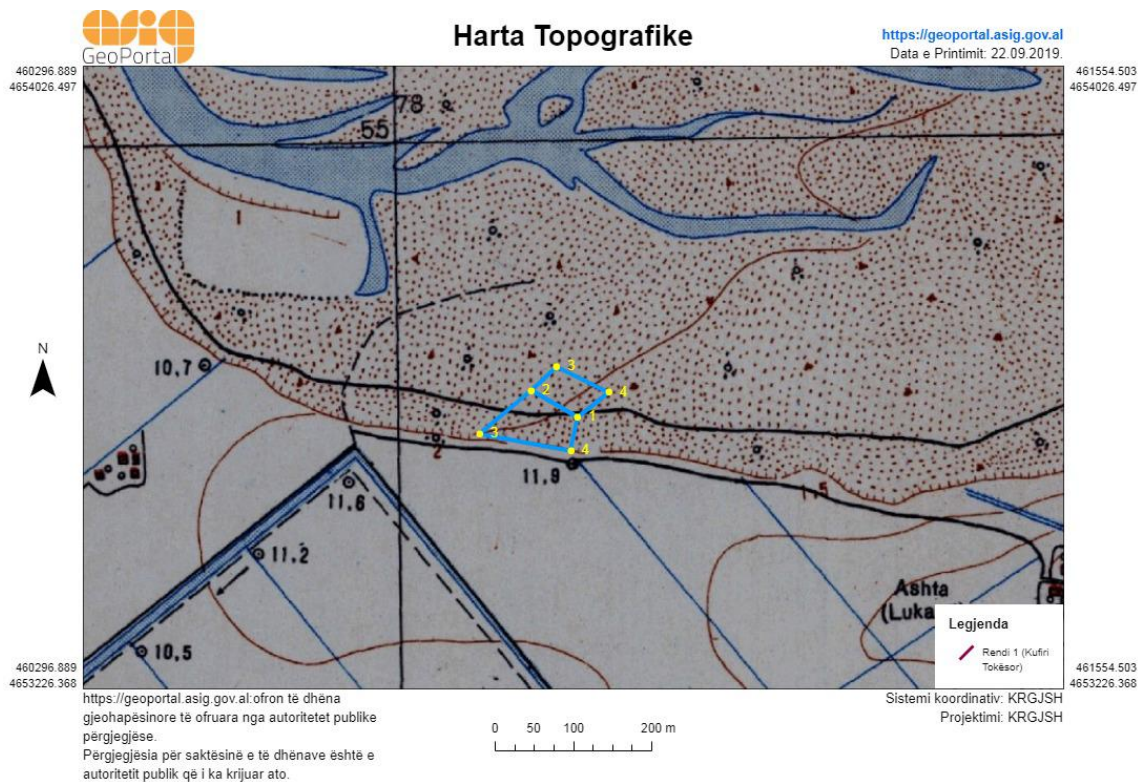 asig
GeoPortal
Harta Topografike
https://geoportal.asig.gov.al
Data e Printimit: 22.09.2019.
460296.889
4654026.497
461554.503
4654026.497
78
55
1
N
10,7
3
2
4
1
3
4
2
11,9
11,6
1,5
11,2
10,5
Ashta
Legjenda
Rendi 1 (Kufiri
Tokësor)
460296.889
4653226.368
461554.503
4653226.368
https://geoportal.asig.gov.al:ofron të dhëna
gjeohapësinore të ofruara nga autoritetet publike
përgjegjëse.
Përgjegjësia për saktësinë e të dhënave është e
autoritetit publik që i ka krijuar ato.
0 50 100 200 m
Sistemi koordinativ: KRGJSH
Projektimi: KRGJSH